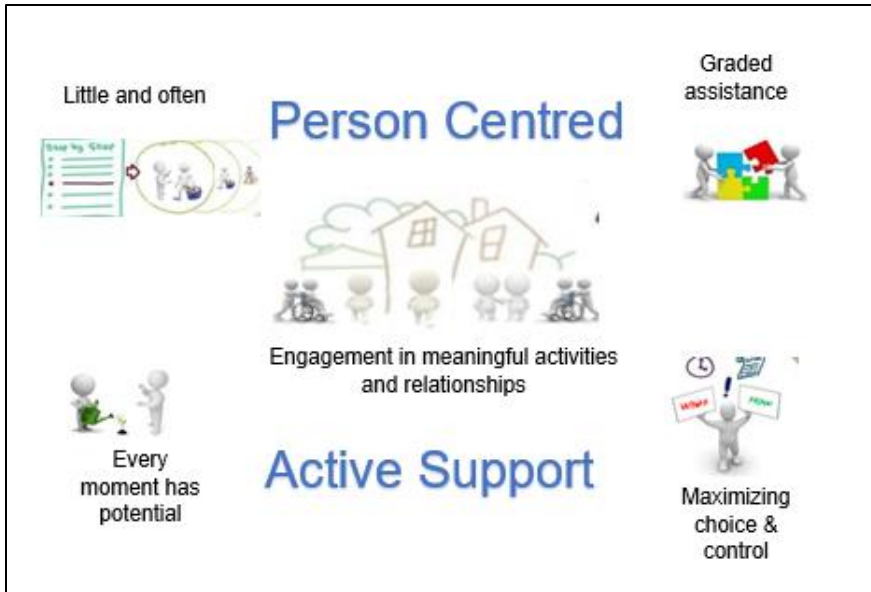 Little and often
Person Centred
Graded
assistance
Step by Step
Engagement in meaningful activities
and relationships
Every
moment has
potential
Active Support
!
How
Maximizing
choice &
control